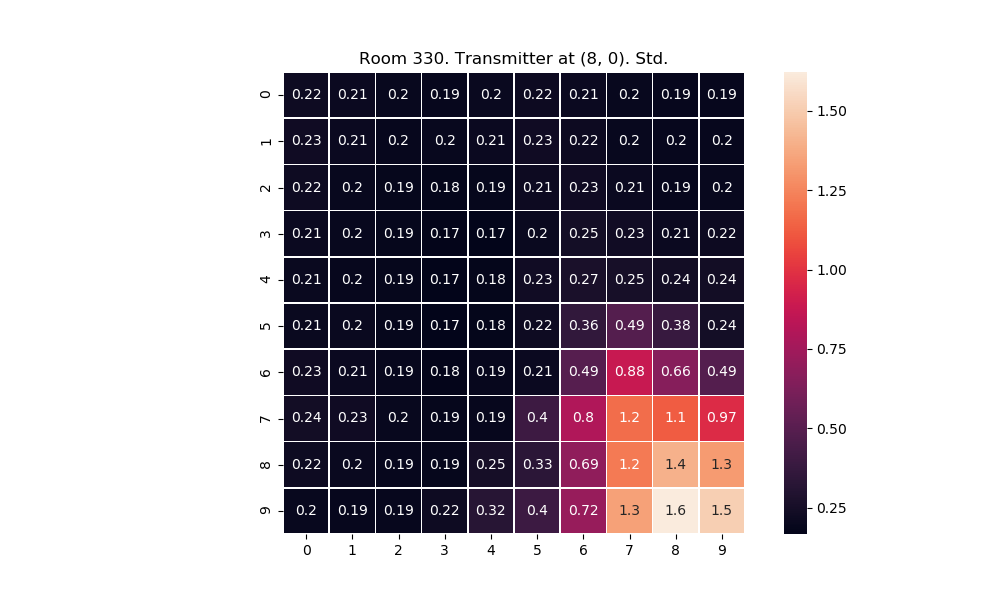 Room 330. Transmitter at (8, 0). Std.
0 0.22 0.21 0.2 0.19 0.2 0.22 0.21 0.2 0.19 0.19
1 0.23 0.21 0.2 0.2 0.21 0.23 0.22 0.2 0.2 0.2
2 0.22 0.2 0.19 0.18 0.19 0.21 0.23 0.21 0.19 0.2
3 0.21 0.2 0.19 0.17 0.17 0.2 0.25 0.23 0.21 0.22
4 0.21 0.2 0.19 0.17 0.18 0.23 0.27 0.25 0.24 0.24
5 0.21 0.2 0.19 0.17 0.18 0.22 0.36 0.49 0.38 0.24
6 0.23 0.21 0.19 0.18 0.19 0.21 0.49 0.88 0.66 0.49
7 0.24 0.23 0.2 0.19 0.19 0.4 0.8 1.2 1.1 0.97
8 0.22 0.2 0.19 0.19 0.25 0.33 0.69 1.2 1.4 1.3
9 0.2 0.19 0.19 0.22 0.32 0.4 0.72 1.3 1.6 1.5
0 1 2 3 4 5 6 7 8 9
1.50
1.25
1.00
0.75
0.50
0.25